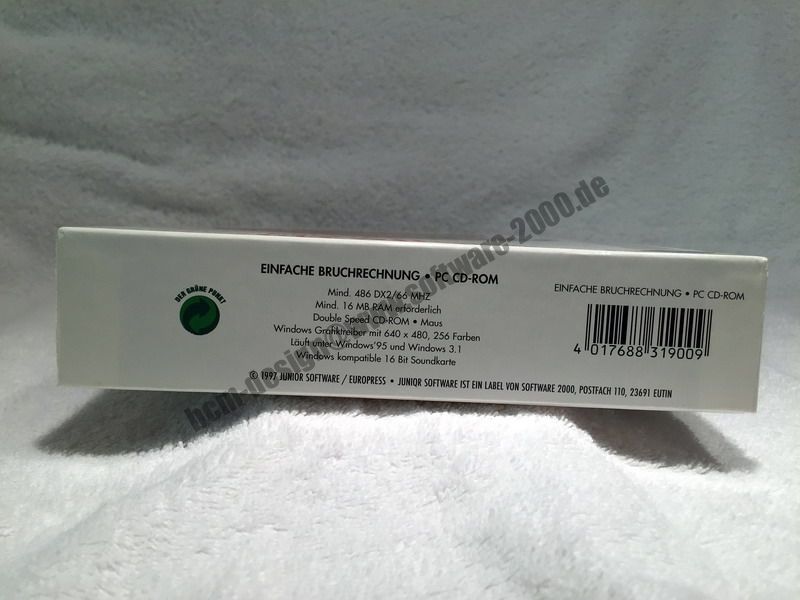 EINFACHE BRUCHRECHNUNG • PC CD-ROM
Mind. 486 DX2/66 MHZ
Mind. 16 MB RAM erforderlich
Double Speed CD-ROM • Maus
Windows Grafiktreiber mit 640 x 480, 256 Farben
Läuft unter Windows'95 und Windows 3.1
Windows kompatible 16 Bit Soundkarte
© 1997 JUNIOR SOFTWARE / EUROPRESS • JUNIOR SOFTWARE IST EIN LABEL VON SOFTWARE 2000, POSTFACH 110, 23691 EUTIN
DER GRÜNE PUNKT
EINFACHE BRUCHRECHNUNG • PC CD-ROM
4 017688 319009
software-2000.de